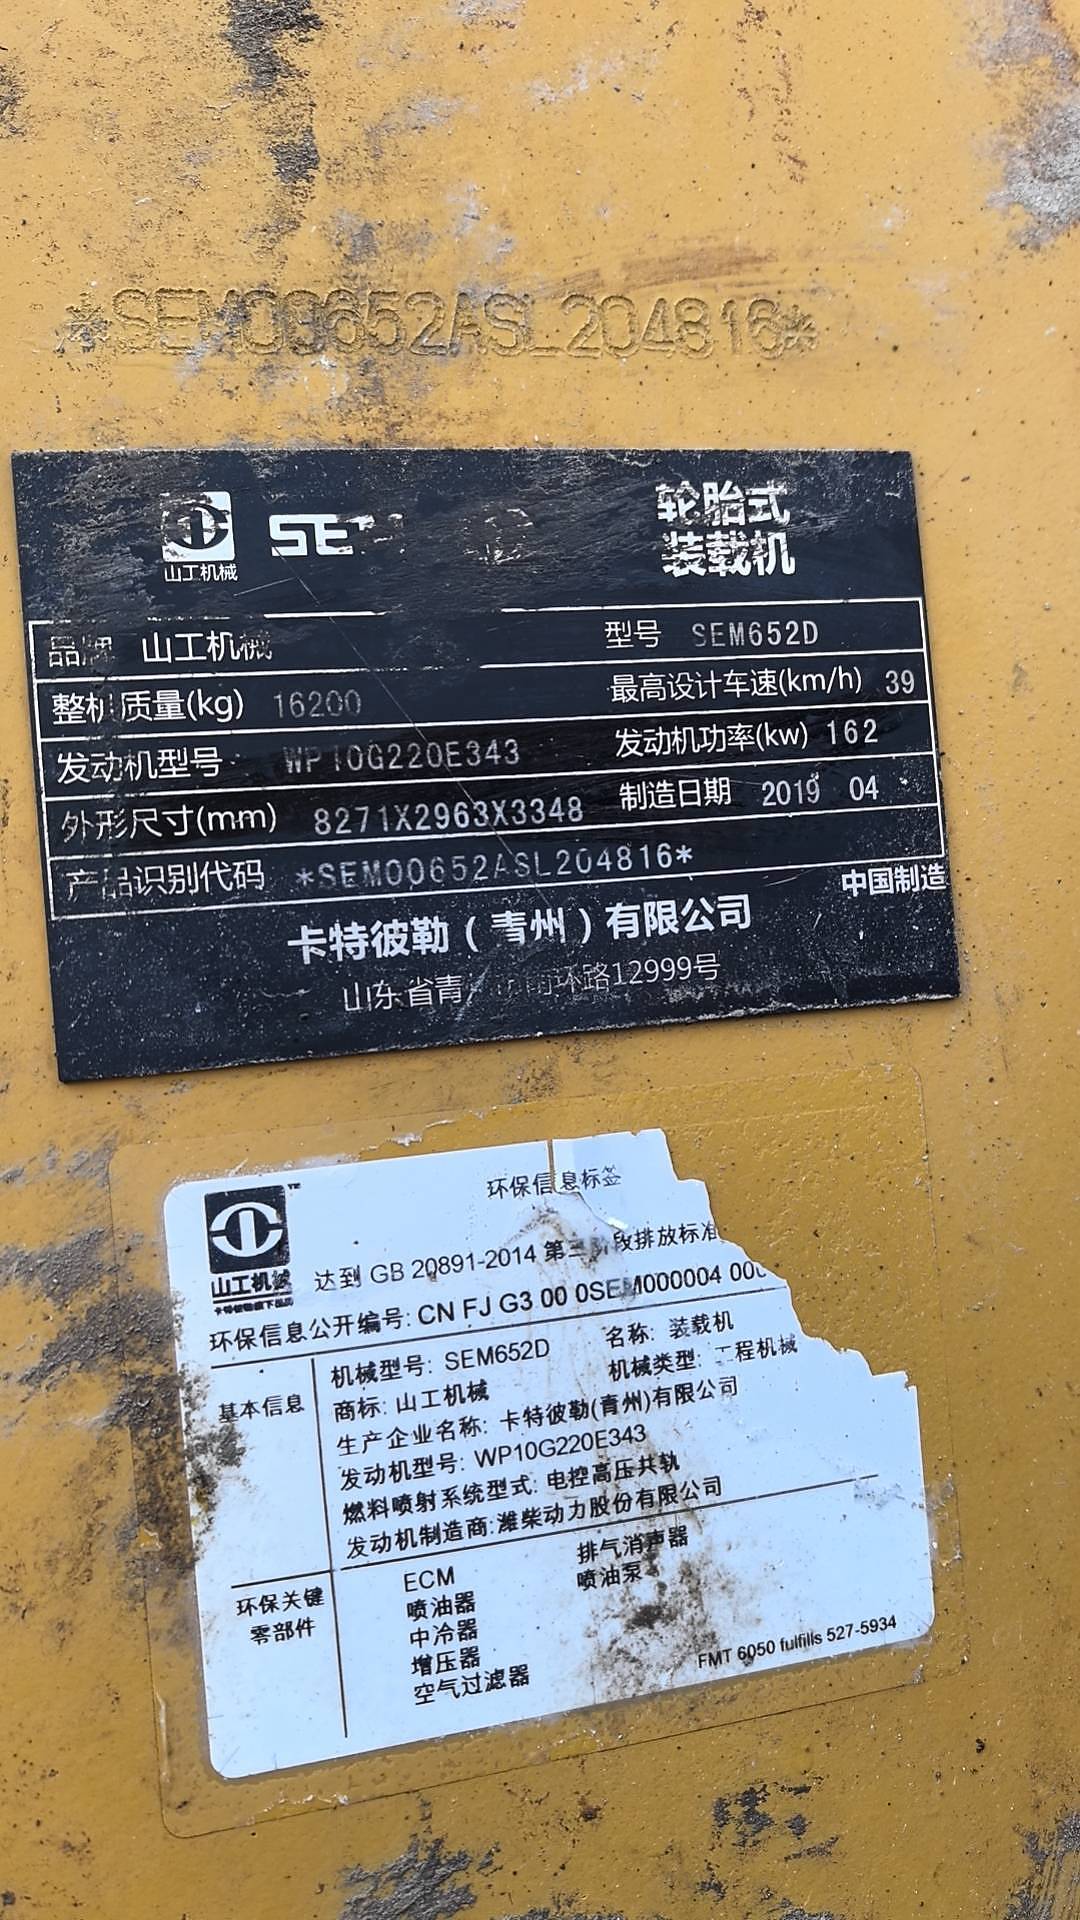 *SEM00652ASL204816*
山工机械
轮胎式
装载机
品牌 山工机械 型号 SEM652D
整机质量(kg) 16200 最高设计车速(km/h) 39
发动机型号 WP10G220E343 发动机功率(kw) 162
外形尺寸(mm) 8271X2963X3348 制造日期 2019 04
产品识别代码 *SEM00652ASL204816*
中国制造
卡特彼勒(青州)有限公司
山东省青 南环路12999号
环保信息标签
山工机械
达到 GB 20891-2014 第三阶段排放标准
环保信息公开编号: CN FJ G3 00 0SEM000004 000
基本信息
机械型号: SEM652D 名称: 装载机
商标: 山工机械 机械类型: 工程机械
生产企业名称: 卡特彼勒(青州)有限公司
发动机型号: WP10G220E343
燃料喷射系统型式: 电控高压共轨
发动机制造商:潍柴动力股份有限公司
环保关键
零部件
ECM 排气消声器
喷油器 喷油泵
中冷器
增压器
空气过滤器
FMT 6050 fulfills 527-5934